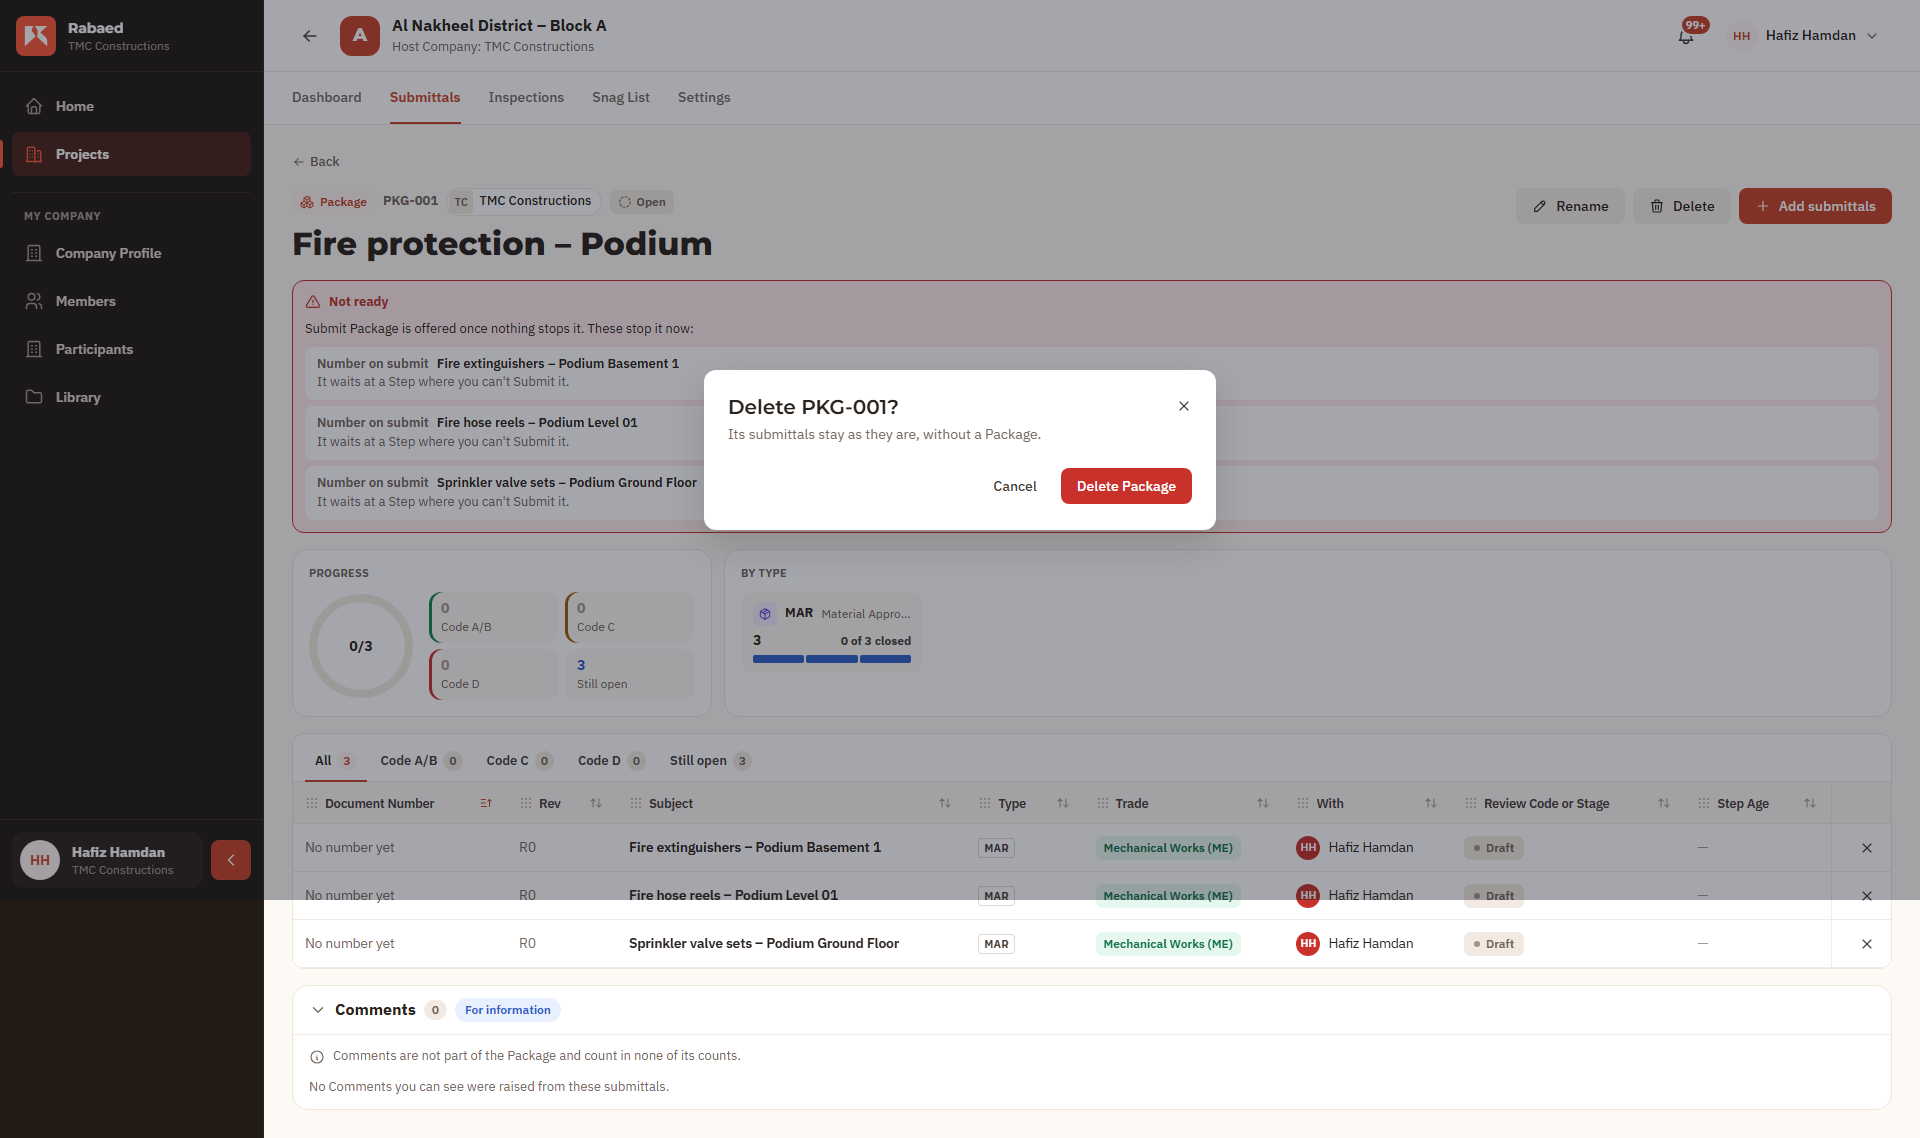 Rabaed
TMC Constructions
Home
Projects
MY COMPANY
Company Profile
Members
Participants
Library
HH
Hafiz Hamdan
TMC Constructions
A
Al Nakheel District – Block A
Host Company: TMC Constructions
99+
HH
Hafiz Hamdan
Dashboard
Submittals
Inspections
Snag List
Settings
Back
Package
PKG-001
TC
TMC Constructions
Open
Rename
Delete
Add submittals
Fire protection – Podium
Not ready
Submit Package is offered once nothing stops it. These stop it now:
Number on submit Fire extinguishers – Podium Basement 1
It waits at a Step where you can't Submit it.
Number on submit Fire hose reels – Podium Level 01
It waits at a Step where you can't Submit it.
Number on submit Sprinkler valve sets – Podium Ground Floor
It waits at a Step where you can't Submit it.
Delete PKG-001?
Its submittals stay as they are, without a Package.
Cancel
Delete Package
PROGRESS
0/3
0
Code A/B
0
Code C
0
Code D
3
Still open
BY TYPE
MAR Material Appro...
3
0 of 3 closed
All 3
Code A/B 0
Code C 0
Code D 0
Still open 3
Document Number Rev Subject Type Trade With Review Code or Stage Step Age
No number yet R0 Fire extinguishers – Podium Basement 1 MAR Mechanical Works (ME) HH Hafiz Hamdan Draft —
No number yet R0 Fire hose reels – Podium Level 01 MAR Mechanical Works (ME) HH Hafiz Hamdan Draft —
No number yet R0 Sprinkler valve sets – Podium Ground Floor MAR Mechanical Works (ME) HH Hafiz Hamdan Draft —
Comments 0 For information
Comments are not part of the Package and count in none of its counts.
No Comments you can see were raised from these submittals.